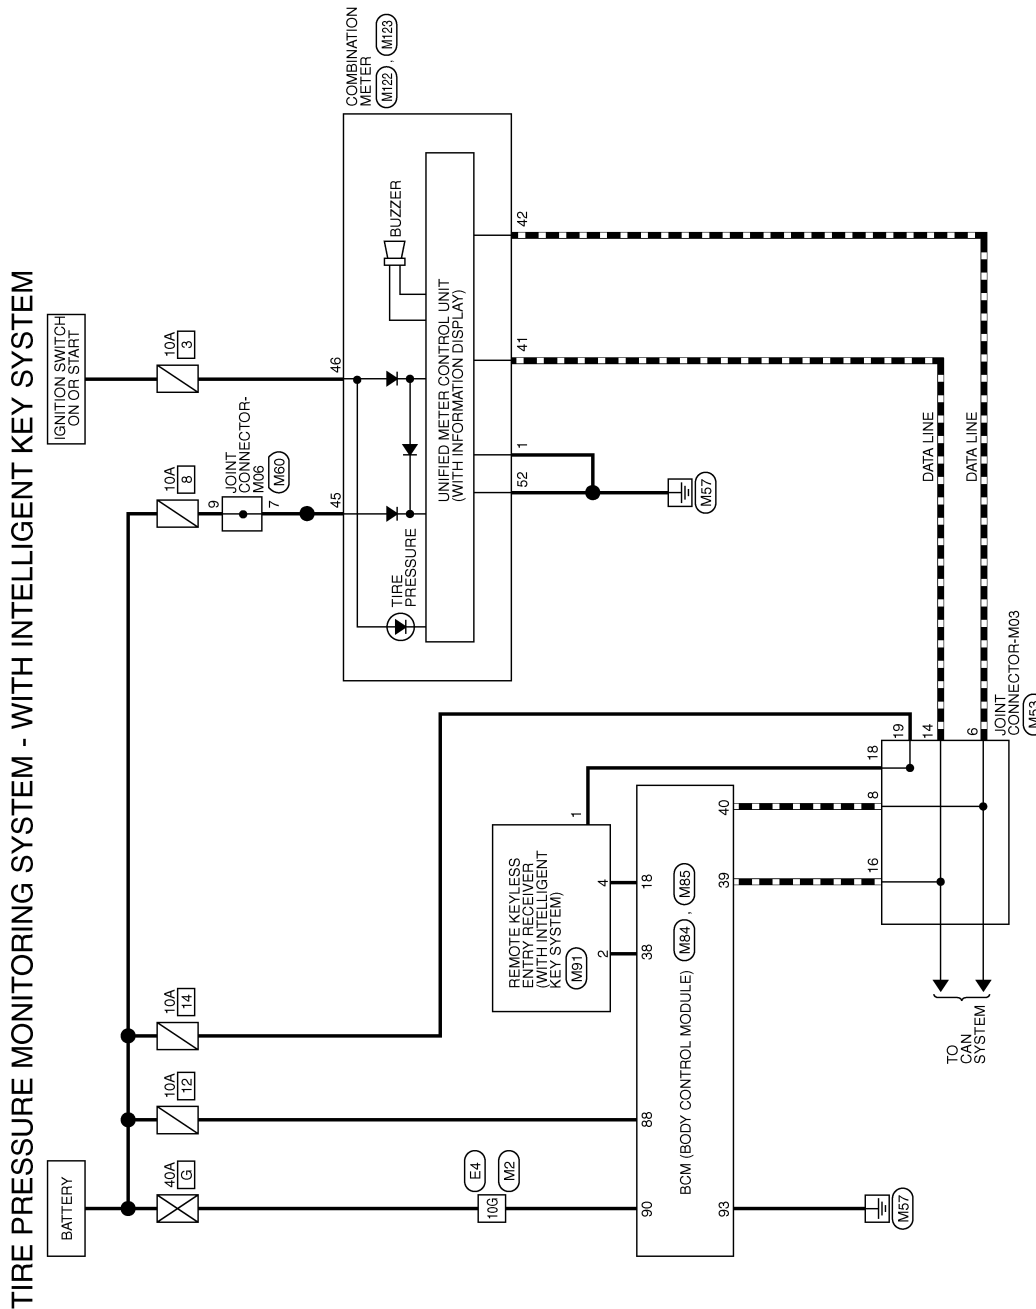 TIRE PRESSURE MONITORING SYSTEM - WITH INTELLIGENT KEY SYSTEM
BATTERY
IGNITION SWITCH
ON OR START
40A
G
10A
12
10A
14
10A
8
10A
3
9
JOINT
CONNECTOR-
M06
M60
7
45
46
COMBINATION
METER
M122 , M123
TIRE
PRESSURE
BUZZER
UNIFIED METER CONTROL UNIT
(WITH INFORMATION DISPLAY)
52
1
41
42
M57
E4
10G
M2
REMOTE KEYLESS
ENTRY RECEIVER
(WITH INTELLIGENT
KEY SYSTEM)
M91
1
2
4
90
88
38
18
BCM (BODY CONTROL MODULE)
M84 , M85
93
39
40
M57
DATA LINE
DATA LINE
16
8
18
19
14
6
JOINT
CONNECTOR-M03
M53
TO
CAN
SYSTEM